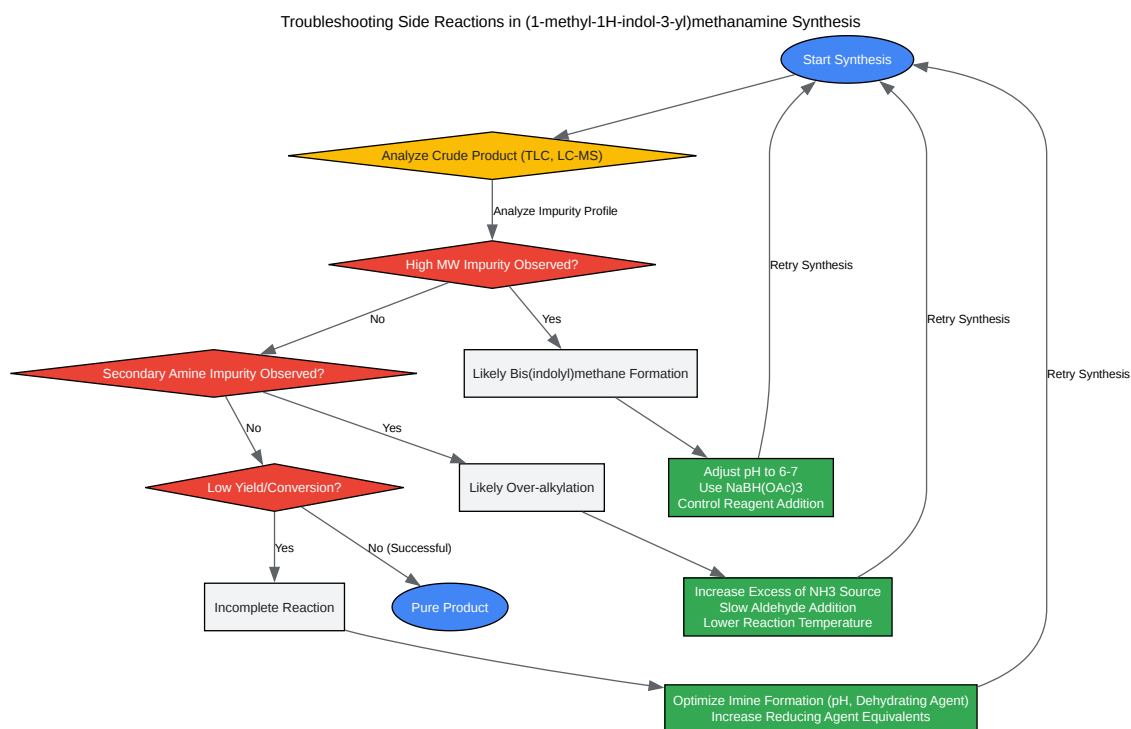 Troubleshooting Side Reactions in (1-methyl-1H-indol-3-yl)methanamine Synthesis
Start Synthesis
Analyze Crude Product (TLC, LC-MS)
Analyze Impurity Profile
High MW Impurity Observed?
Retry Synthesis
No
Yes
Retry Synthesis
Secondary Amine Impurity Observed?
Likely Bis(indolyl)methane Formation
Retry Synthesis
No
Yes
Adjust pH to 6-7
Use NaBH(OAc)3
Control Reagent Addition
Low Yield/Conversion?
Likely Over-alkylation
Yes
No (Successful)
Increase Excess of NH3 Source
Slow Aldehyde Addition
Lower Reaction Temperature
Incomplete Reaction
Pure Product
Optimize Imine Formation (pH, Dehydrating Agent)
Increase Reducing Agent Equivalents